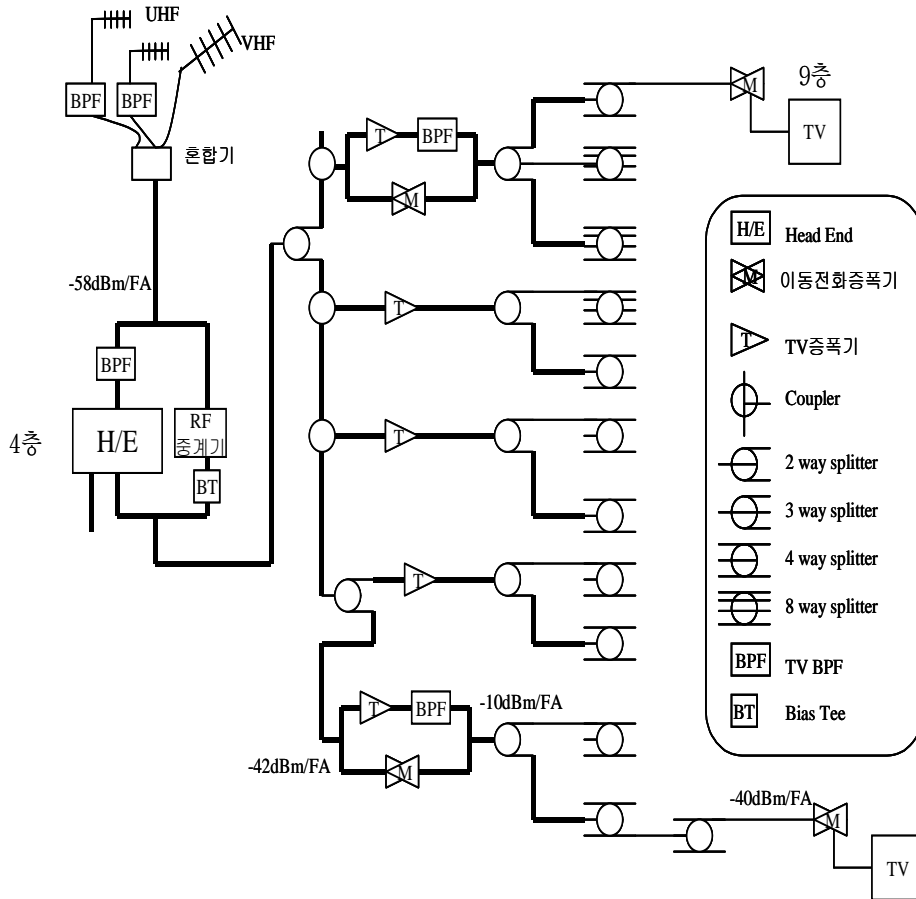 UHF
VHF
BPF
BPF
혼합기
-58dBm/FA
BPF
4층
H/E
RF
중계기
BT
T
BPF
M
T
T
T
T
BPF
M
-10dBm/FA
-42dBm/FA
-40dBm/FA
M
TV
M
9층
TV
H/E Head End
M 이동전화증폭기
T TV증폭기
Coupler
2 way splitter
3 way splitter
4 way splitter
8 way splitter
BPF TV BPF
BT Bias Tee